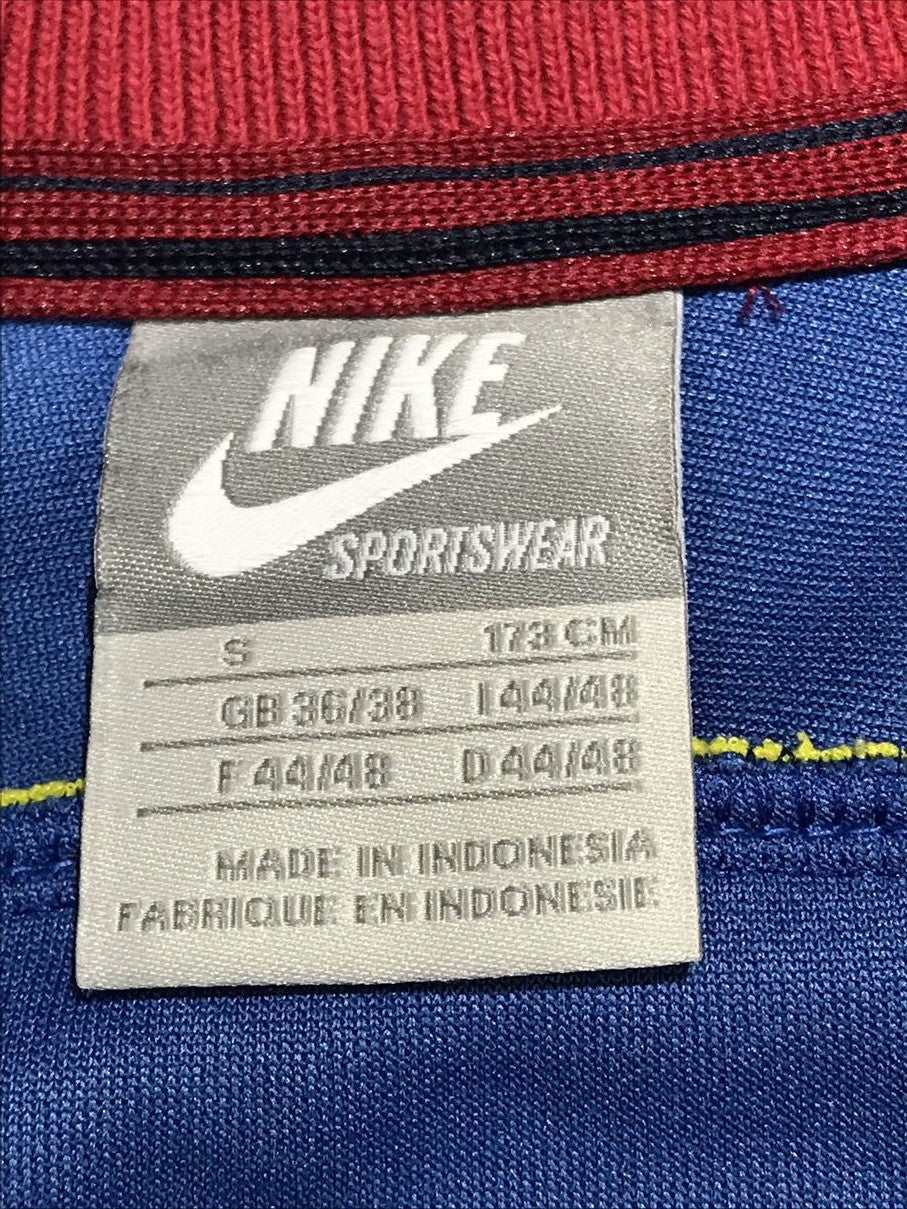 NIKE
SPORTSWEAR
S 173 CM
GB 36/38 I 44/48
F 44/48 D 44/48
MADE IN INDONESIA
FABRIQUE EN INDONESIE